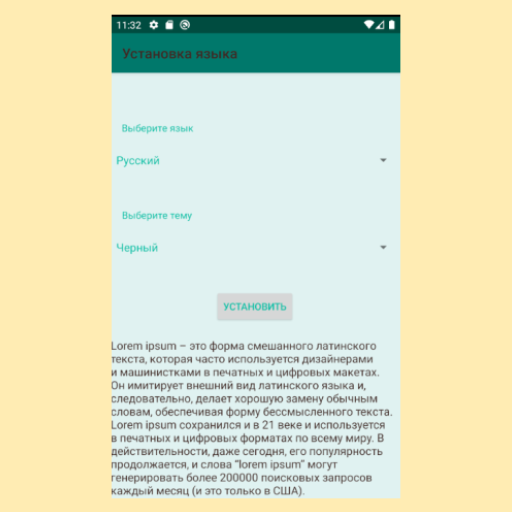 11:32
Установка языка
Выберите язык
Русский
Выберите тему
Черный
УСТАНОВИТЬ
Lorem ipsum – это форма смешанного латинского
текста, которая часто используется дизайнерами
и машинистками в печатных и цифровых макетах.
Он имитирует внешний вид латинского языка и,
следовательно, делает хорошую замену обычным
словам, обеспечивая форму бессмысленного текста.
Lorem ipsum сохранился и в 21 веке и используется
в печатных и цифровых форматах по всему миру. В
действительности, даже сегодня, его популярность
продолжается, и слова "lorem ipsum" могут
генерировать более 200000 поисковых запросов
каждый месяц (и это только в США).